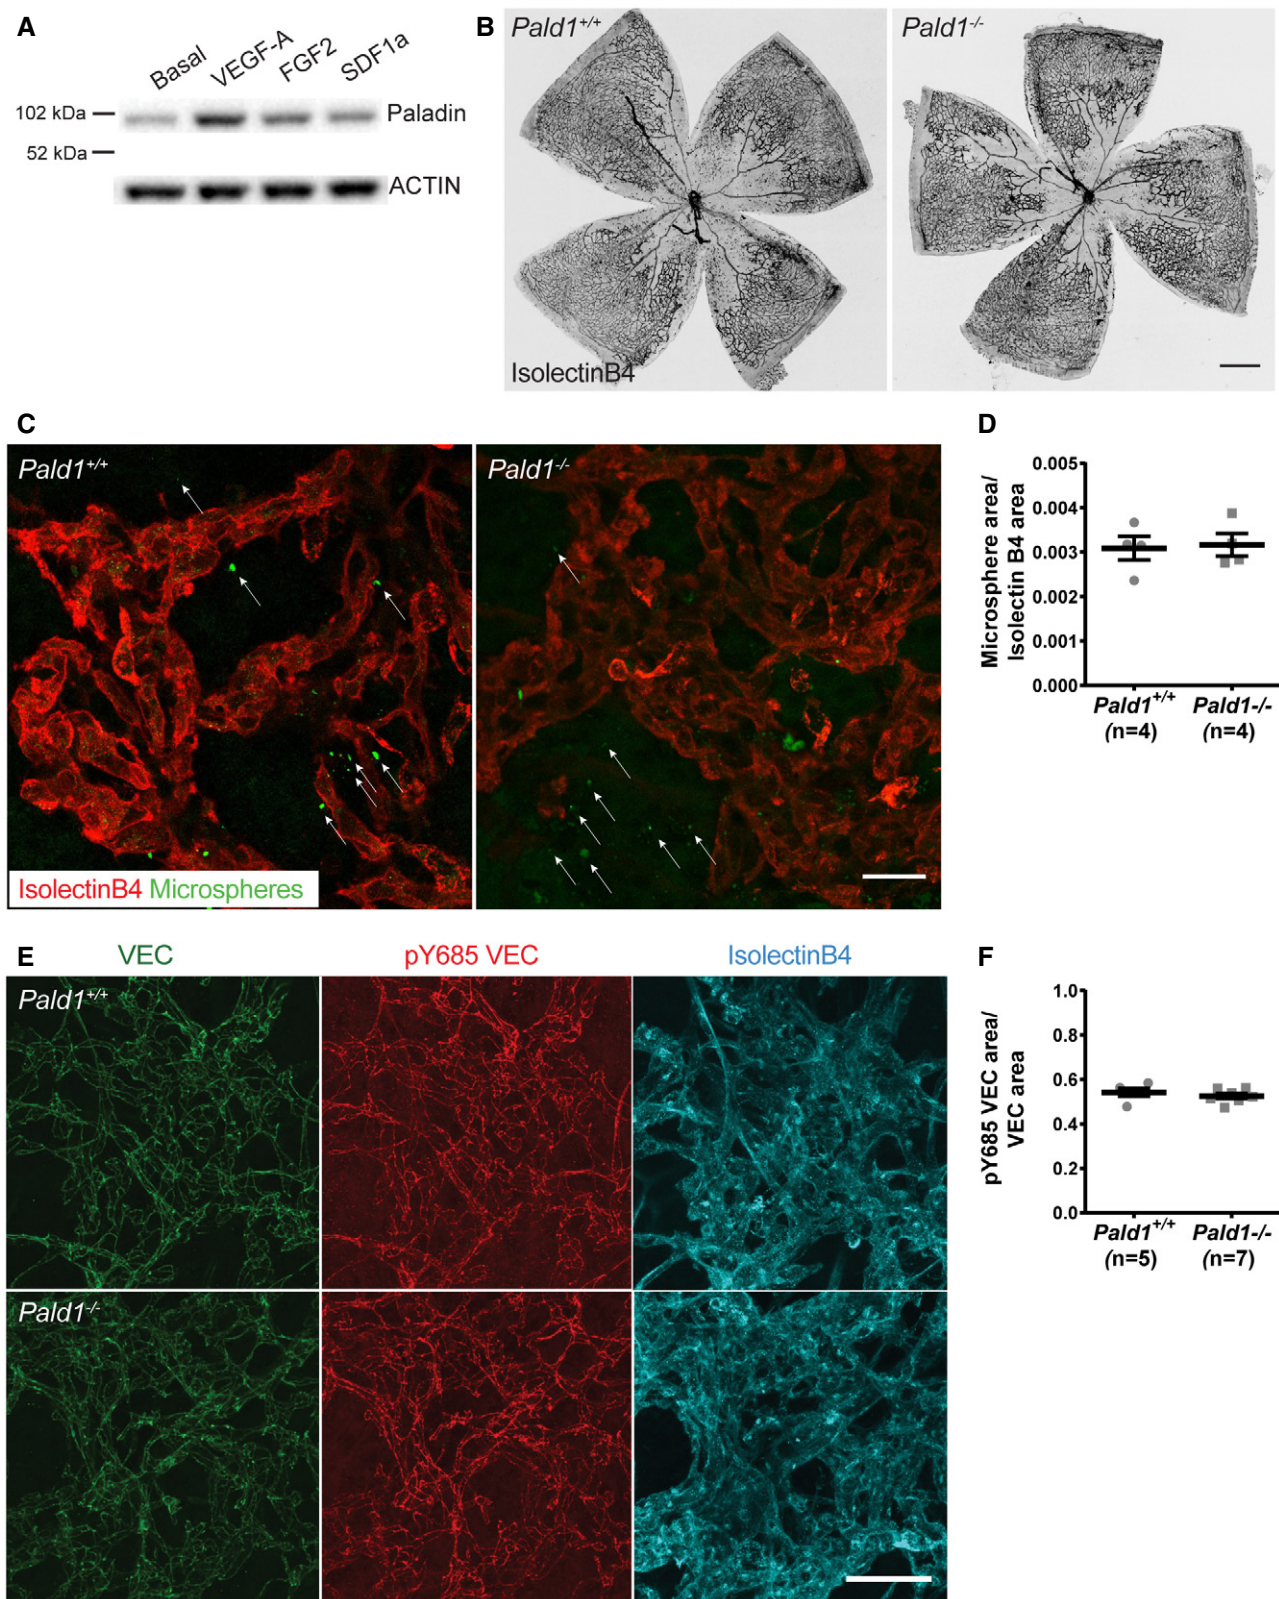 A
Basal VEGF-A FGF2 SDF1a
102 kDa
Paladin
52 kDa
ACTIN
B
Pald1+/+
Pald1-/-
IsolectinB4
C
Pald1+/+
Pald1-/-
IsolectinB4 Microspheres
D
Microsphere area/
Isolectin B4 area
0.005
0.004
0.003
0.002
0.001
0.000
Pald1+/+
(n=4)
Pald1-/-
(n=4)
E
VEC
pY685 VEC
IsolectinB4
Pald1+/+
Pald1-/-
F
pY685 VEC area/
VEC area
1.0
0.8
0.6
0.4
0.2
0.0
Pald1+/+
(n=5)
Pald1-/-
(n=7)